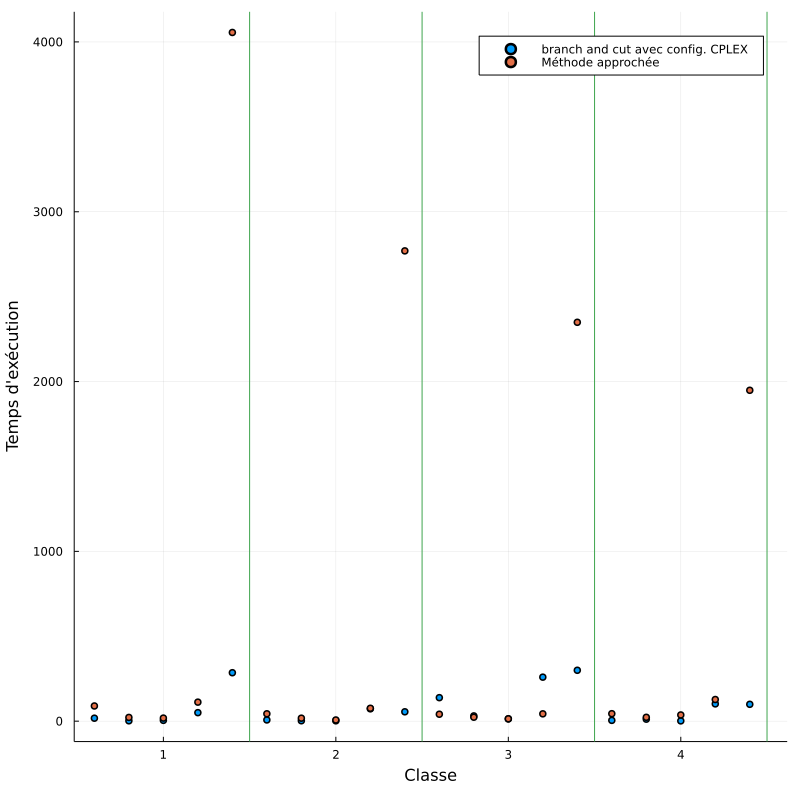 4000
3000
2000
1000
0
Temps d'exécution
branch and cut avec config. CPLEX
Méthode approchée
1 2 3 4
Classe